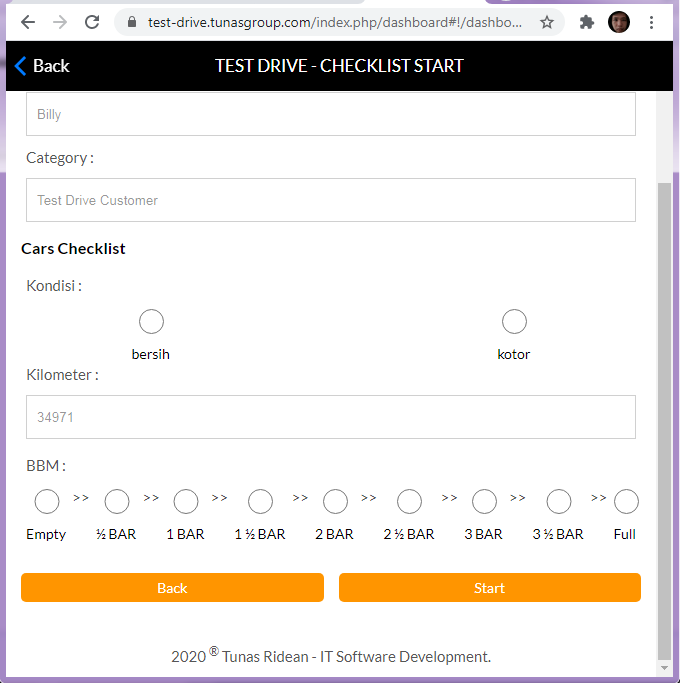 test-drive.tunasgroup.com/index.php/dashboard#!/dashbo...
Back TEST DRIVE - CHECKLIST START
Billy
Category :
Test Drive Customer
Cars Checklist
Kondisi :
bersih kotor
Kilometer :
34971
BBM :
>> >> >> >> >> >> >> >>
Empty ½ BAR 1 BAR 1 ½ BAR 2 BAR 2 ½ BAR 3 BAR 3 ½ BAR Full
Back Start
2020 ® Tunas Ridean - IT Software Development.